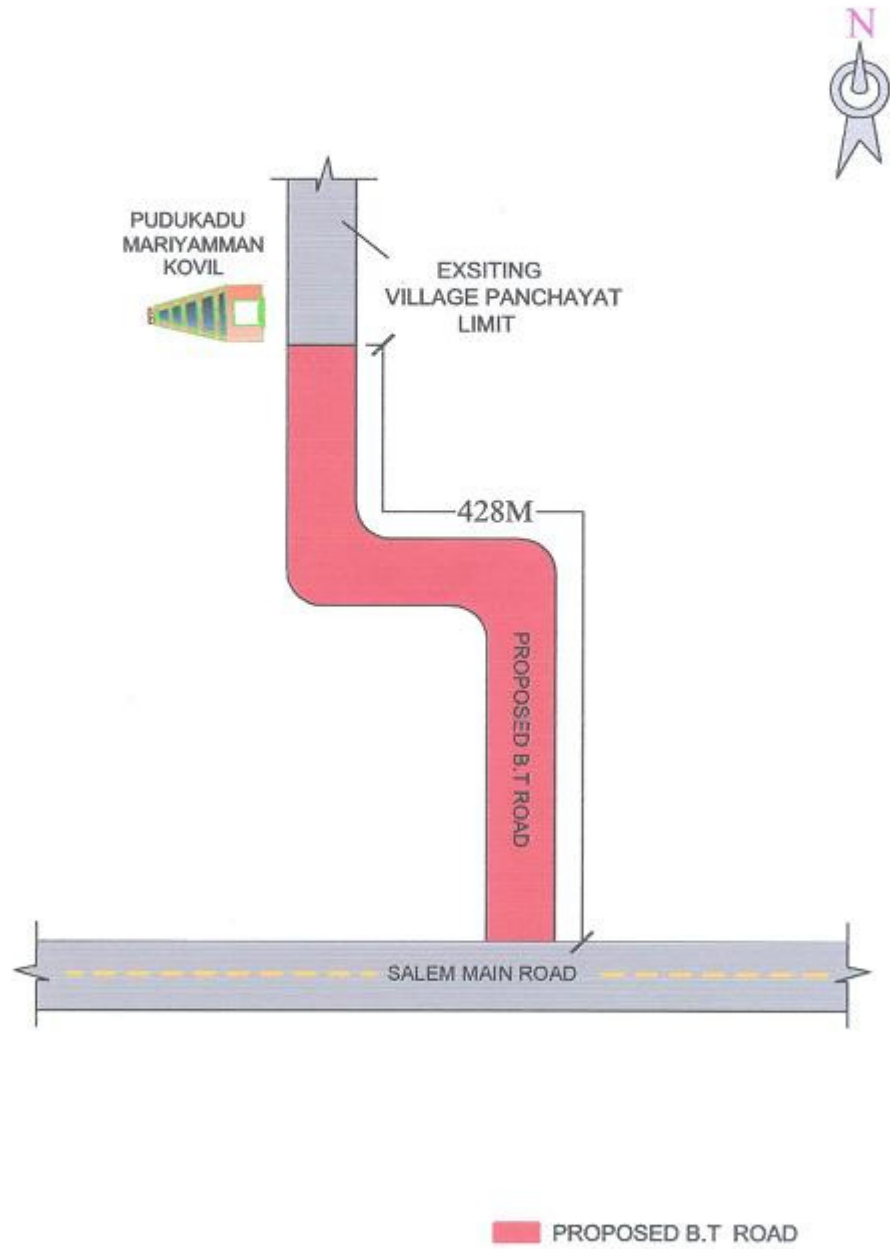 N
PUDUKADU
MARIYAMMAN
KOVIL
EXSITING
VILLAGE PANCHAYAT
LIMIT
428M
PROPOSED B.T ROAD
SALEM MAIN ROAD
PROPOSED B.T ROAD